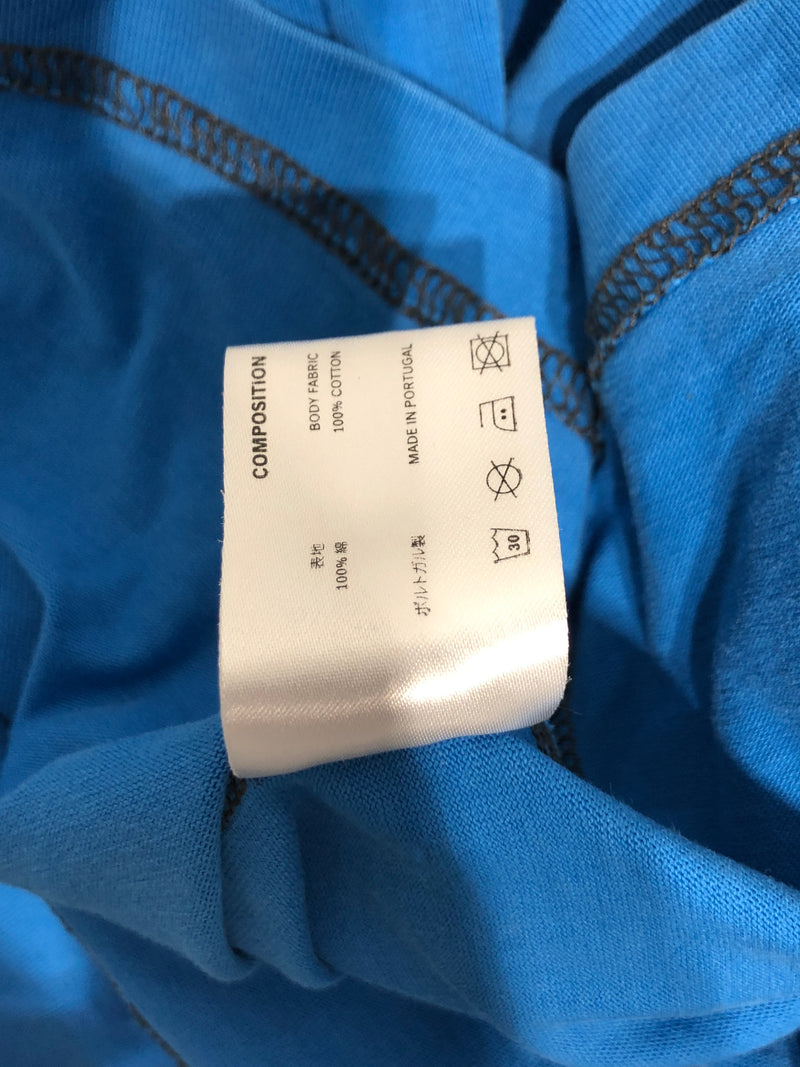 COMPOSITION
BODY FABRIC
100% COTTON
MADE IN PORTUGAL
表地
100% 綿
ポルトガル製
30